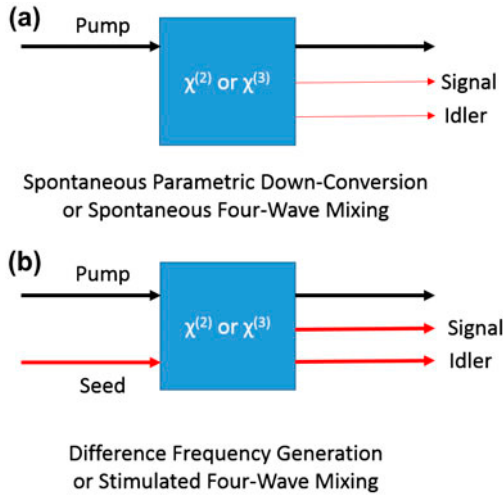 (a)
Pump
χ⁽²⁾ or χ⁽³⁾
Signal
Idler
Spontaneous Parametric Down-Conversion
or Spontaneous Four-Wave Mixing
(b)
Pump
χ⁽²⁾ or χ⁽³⁾
Signal
Idler
Seed
Difference Frequency Generation
or Stimulated Four-Wave Mixing